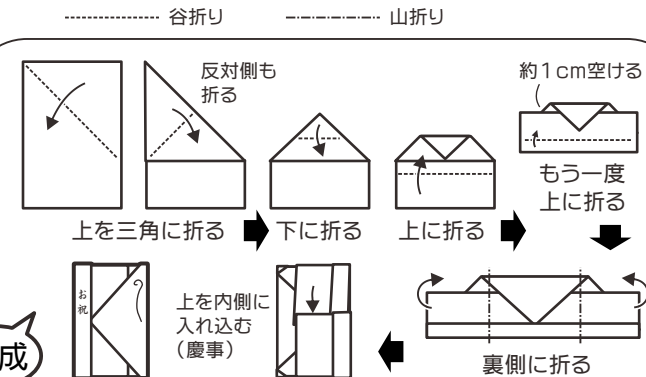 谷折り
山折り
反対側も
折る
約1cm空ける
もう一度
上に折る
上を三角に折る
下に折る
上に折る
裏側に折る
上を内側に
入れ込む
(慶事)
お祝
成